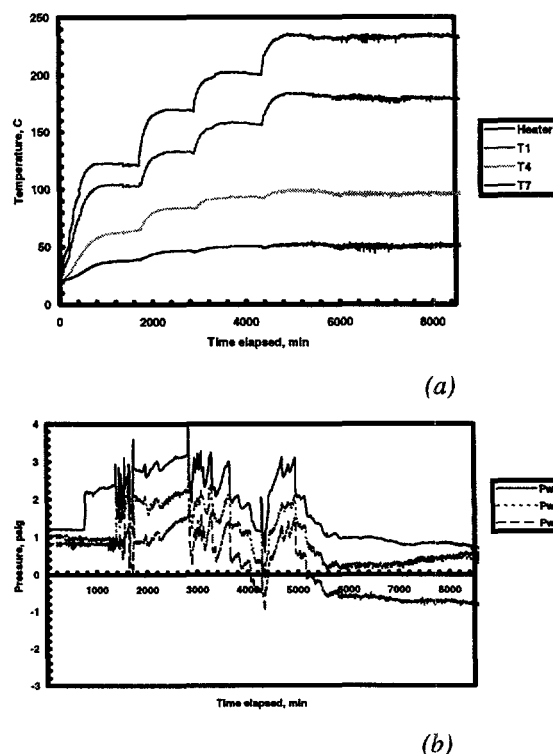 250
200
150
100
50
0
Temperature, C
0 2000 4000 6000 8000
Time elapsed, min
Heater
T1
T4
T7
(a)
4
3
2
1
0
-1
-2
-3
Pressure, psig
1000 2000 3000 4000 5000 6000 7000 8000
Time elapsed, min
(b)